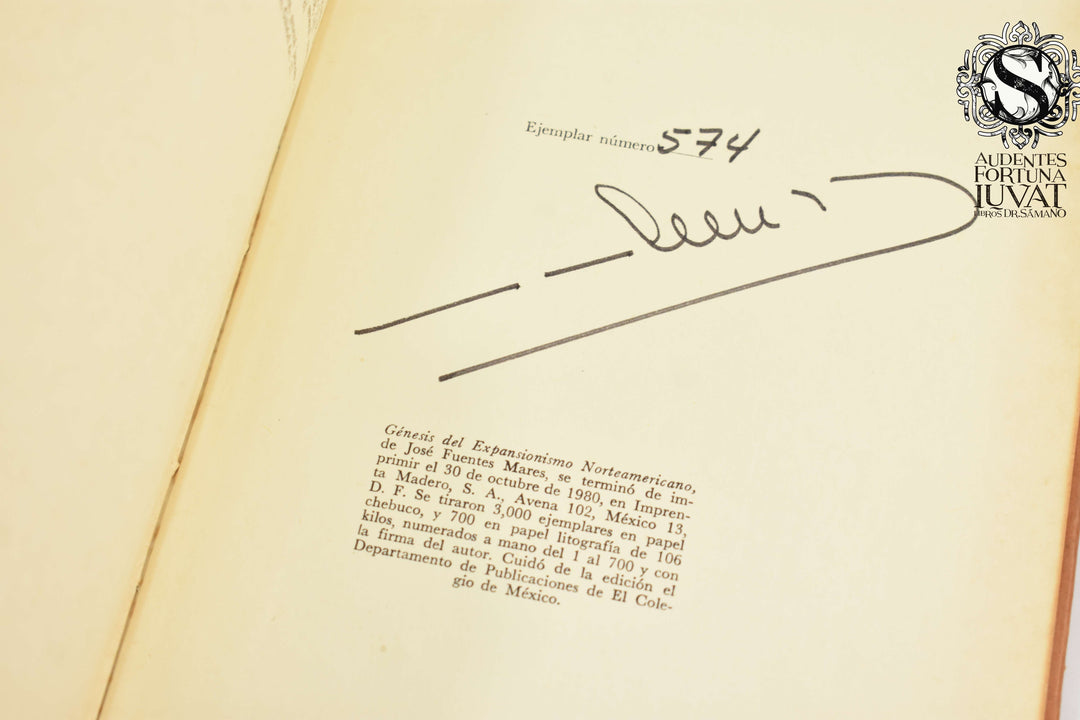 Ejemplar número 574
AUDENTES
FORTUNA
IUVAT
LIBROS DR. SÁMANO
Génesis del Expansionismo Norteamericano,
de José Fuentes Mares, se terminó de im-
primir el 30 de octubre de 1980, en Impren-
ta Madero, S. A., Avena 102, México 13,
D. F. Se tiraron 3,000 ejemplares en papel
chebuco, y 700 en papel litografía de 106
kilos, numerados a mano del 1 al 700 y con
la firma del autor. Cuidó de la edición el
Departamento de Publicaciones de El Cole-
gio de México.